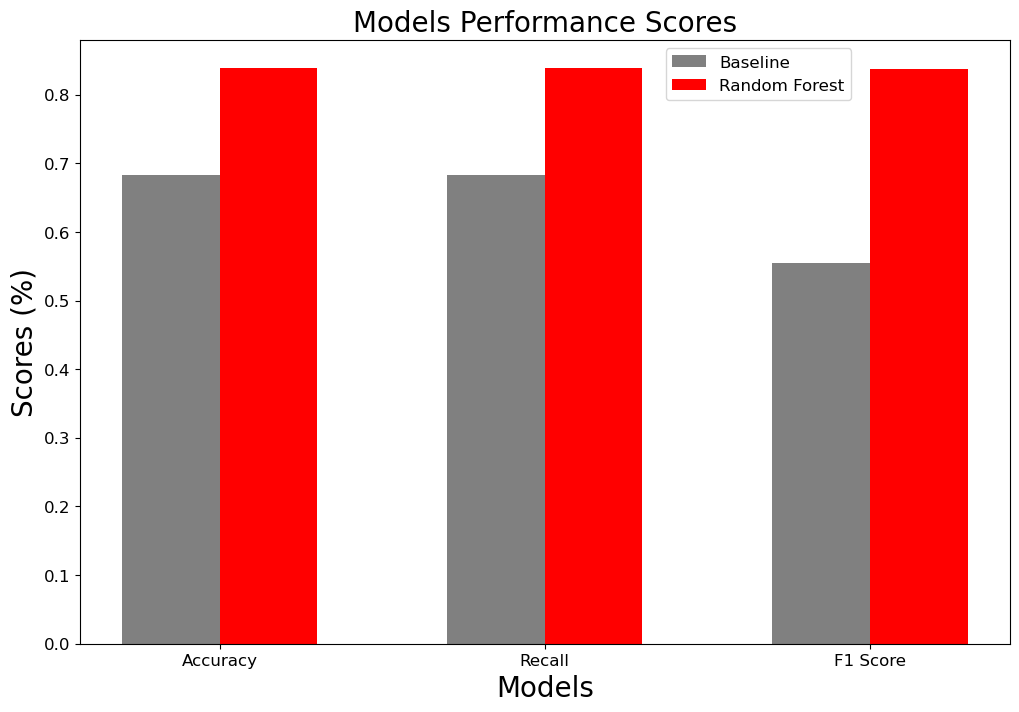 Models Performance Scores
Baseline
Random Forest
Scores (%)
0.8
0.7
0.6
0.5
0.4
0.3
0.2
0.1
0.0
Accuracy
Recall
F1 Score
Models